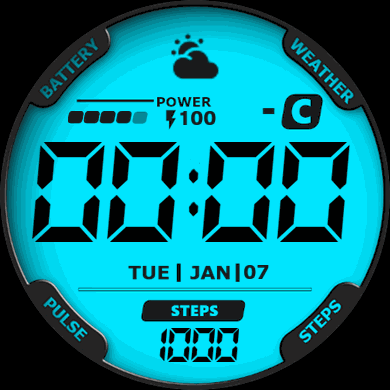 BATTERY
WEATHER
POWER
100
- C
00:00
TUE | JAN | 07
STEPS
1000
PULSE
STEPS